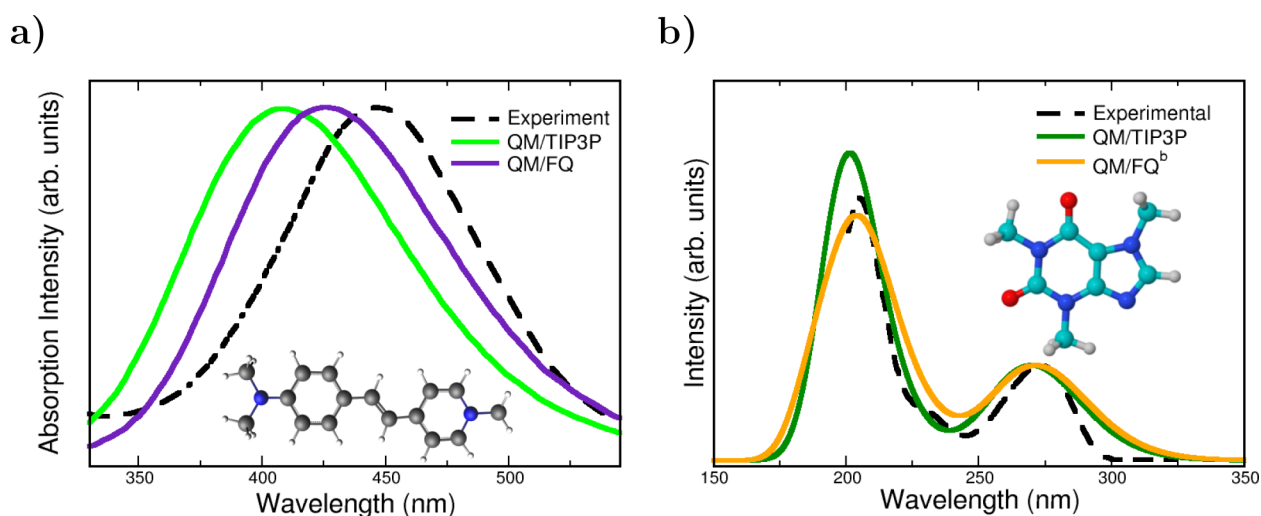 a)
Absorption Intensity (arb. units)
Experiment
QM/TIP3P
QM/FQ
350
400
450
500
Wavelength (nm)
b)
Intensity (arb. units)
Experimental
QM/TIP3P
QM/FQb
150
200
250
300
350
Wavelength (nm)